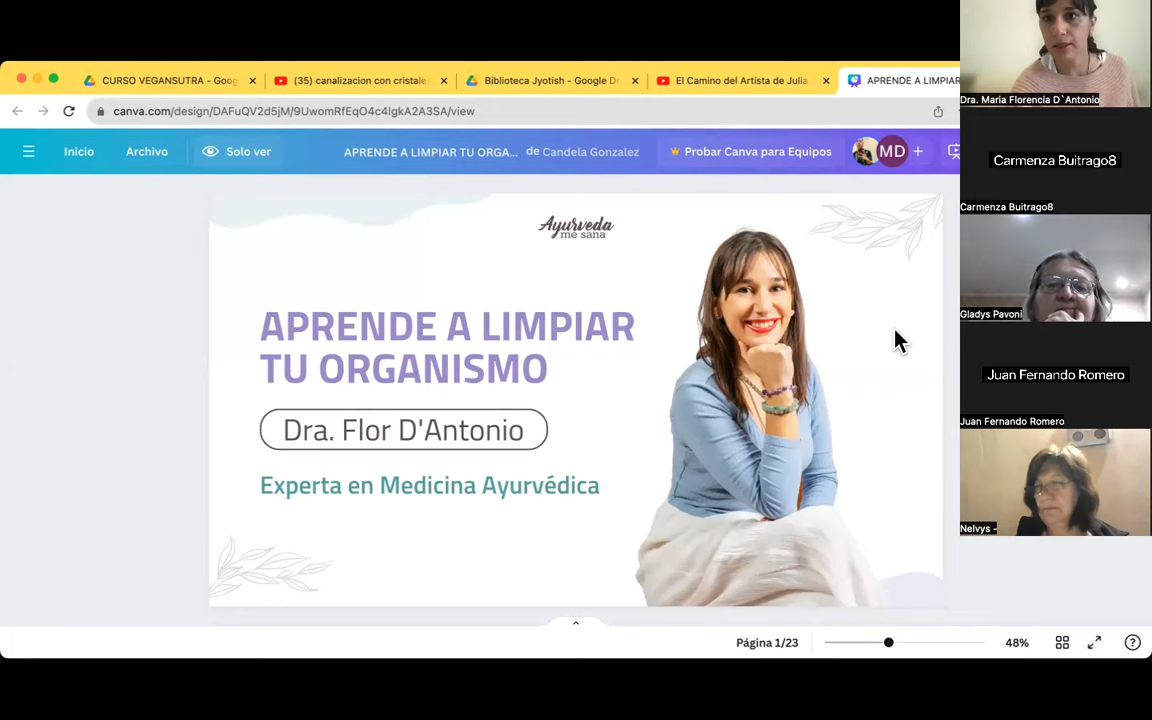 CURSO VEGANSUTRA - Goog
(35) canalizacion con cristales
Biblioteca Jyotish - Google Dr
El Camino del Artista de Julia
APRENDE A LIMPIAR
canva.com/design/DAFuQV2d5jM/9UwomRfEqO4c4lgkA2A3SA/view
Inicio
Archivo
Solo ver
APRENDE A LIMPIAR TU ORGA...
de Candela Gonzalez
Probar Canva para Equipos
MD
Ayurveda
me sana
APRENDE A LIMPIAR
TU ORGANISMO
Dra. Flor D'Antonio
Experta en Medicina Ayurvédica
Página 1/23
48%
Dra. Maria Florencia D`Antonio
Carmenza Buitrago8
Carmenza Buitrago8
Gladys Pavoni
Juan Fernando Romero
Juan Fernando Romero
Nelvys -